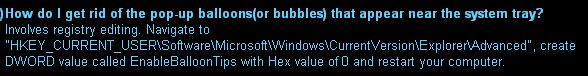 )How do I get rid of the pop-up balloons(or bubbles) that appear near the system tray?
Involves registry editing. Navigate to
"HKEY_CURRENT_USER\Software\Microsoft\Windows\CurrentVersion\Explorer\Advanced", create
DWORD value called EnableBalloonTips with Hex value of 0 and restart your computer.